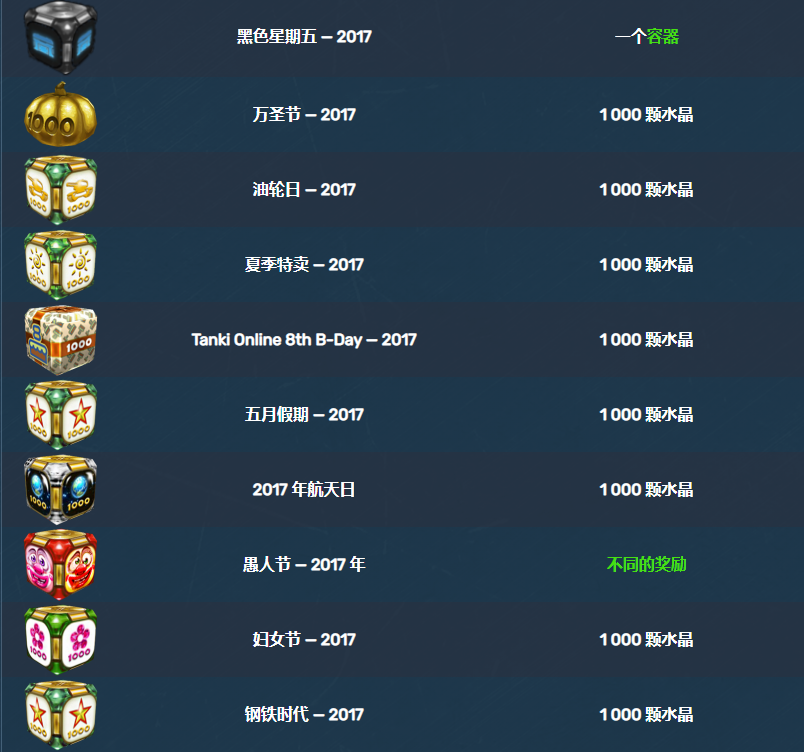 黑色星期五 – 2017 一个容器
1000
万圣节 – 2017 1 000 颗水晶
1000 1000
油轮日 – 2017 1 000 颗水晶
1000 1000
夏季特卖 – 2017 1 000 颗水晶
8 1000
Tanki Online 8th B-Day – 2017 1 000 颗水晶
1000 1000
五月假期 – 2017 1 000 颗水晶
1000 1000
2017 年航天日 1 000 颗水晶
愚人节 – 2017 年 不同的奖励
1000 1000
妇女节 – 2017 1 000 颗水晶
1000 1000
钢铁时代 – 2017 1 000 颗水晶